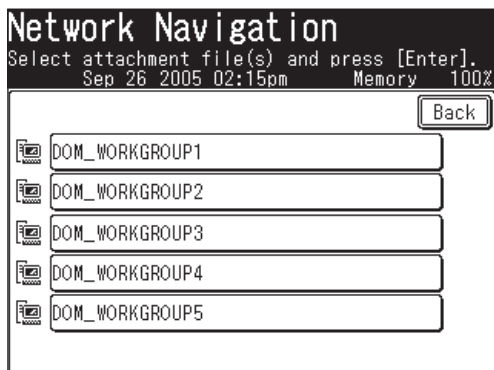 Network Navigation
Select attachment file(s) and press [Enter].
Sep 26 2005 02:15pm Memory 100%
Back
DOM_WORKGROUP1
DOM_WORKGROUP2
DOM_WORKGROUP3
DOM_WORKGROUP4
DOM_WORKGROUP5